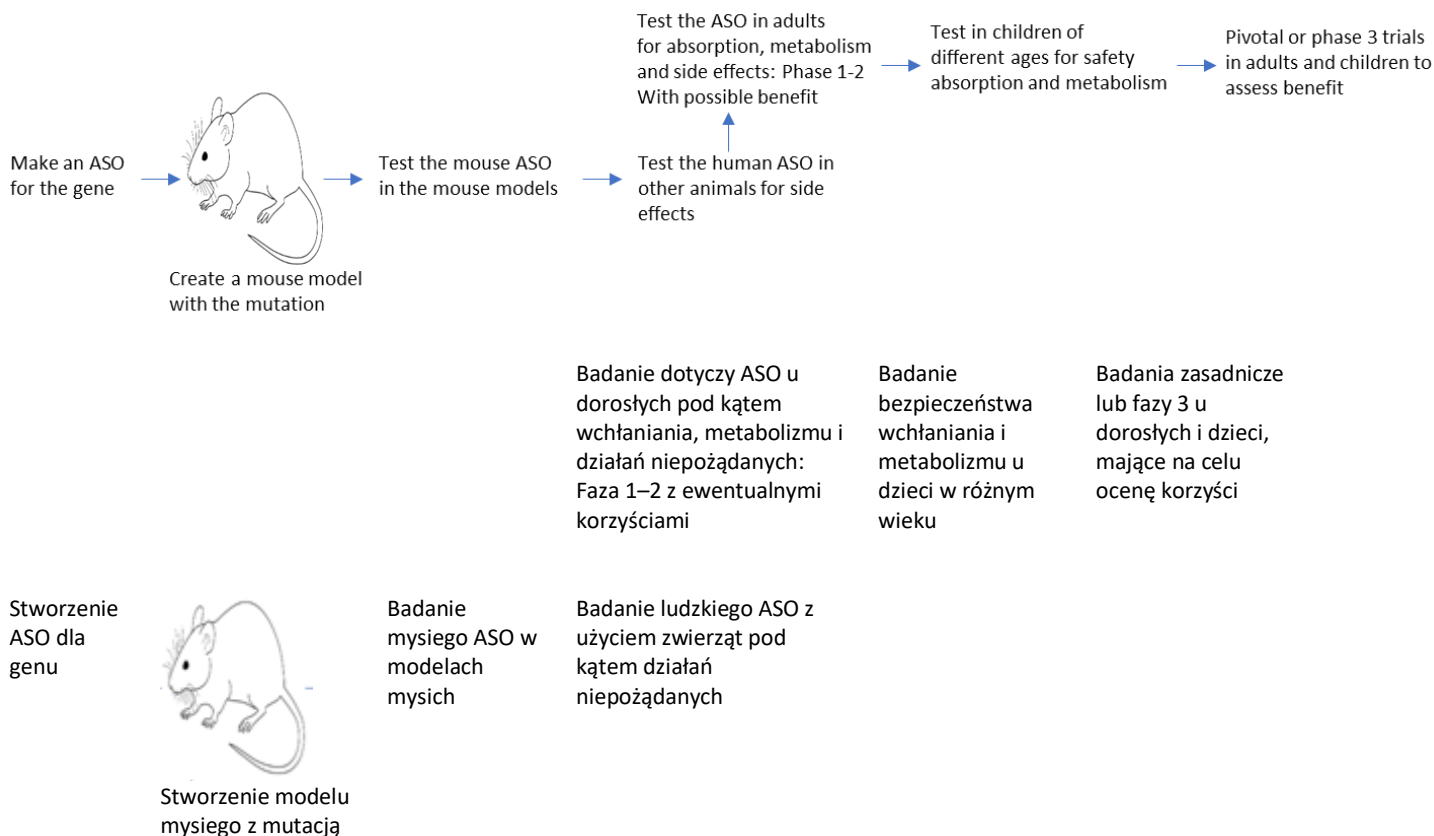 Make an ASO
for the gene
Create a mouse model
with the mutation
Test the mouse ASO
in the mouse models
Test the human ASO in
other animals for side
effects
Test the ASO in adults
for absorption, metabolism
and side effects: Phase 1-2
With possible benefit
Test in children of
different ages for safety
absorption and metabolism
Pivotal or phase 3 trials
in adults and children to
assess benefit
Badanie dotyczy ASO u
dorosłych pod kątem
wchłaniania, metabolizmu i
działań niepożądanych:
Faza 1–2 z ewentualnymi
korzyściami
Badanie
bezpieczeństwa
wchłaniania i
metabolizmu u
dzieci w różnym
wieku
Badania zasadnicze
lub fazy 3 u
dorosłych i dzieci,
mające na celu
ocenę korzyści
Stworzenie
ASO dla
genu
Stworzenie modelu
mysiego z mutacją
Badanie
mysiego ASO w
modelach
mysich
Badanie ludzkiego ASO z
użyciem zwierząt pod
kątem działań
niepożądanych